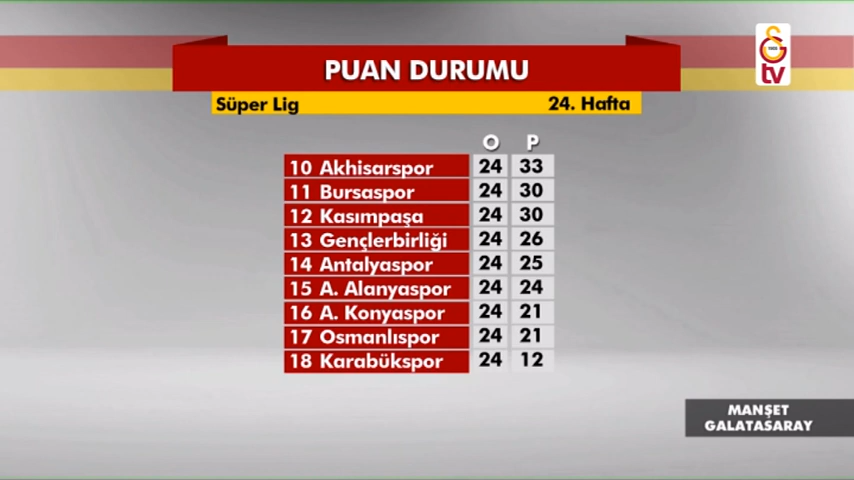 PUAN DURUMU
Süper Lig 24. Hafta
O P
10 Akhisarspor 24 33
11 Bursaspor 24 30
12 Kasımpaşa 24 30
13 Gençlerbirliği 24 26
14 Antalyaspor 24 25
15 A. Alanyaspor 24 24
16 A. Konyaspor 24 21
17 Osmanlıspor 24 21
18 Karabükspor 24 12
MANŞET
GALATASARAY
tv